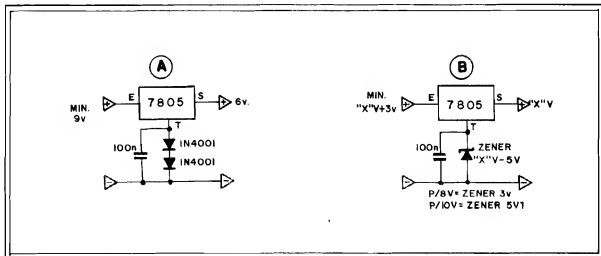 A
E
7805
S
+
6v.
MIN.
9v
+
T
100n
1N4001
1N4001
-
-
B
MIN.
"X"V+3v
+
E
7805
S
+
"X"V
T
100n
ZENER
"X"V-5V
-
-
P/8V= ZENER 3v
P/10V= ZENER 5V1